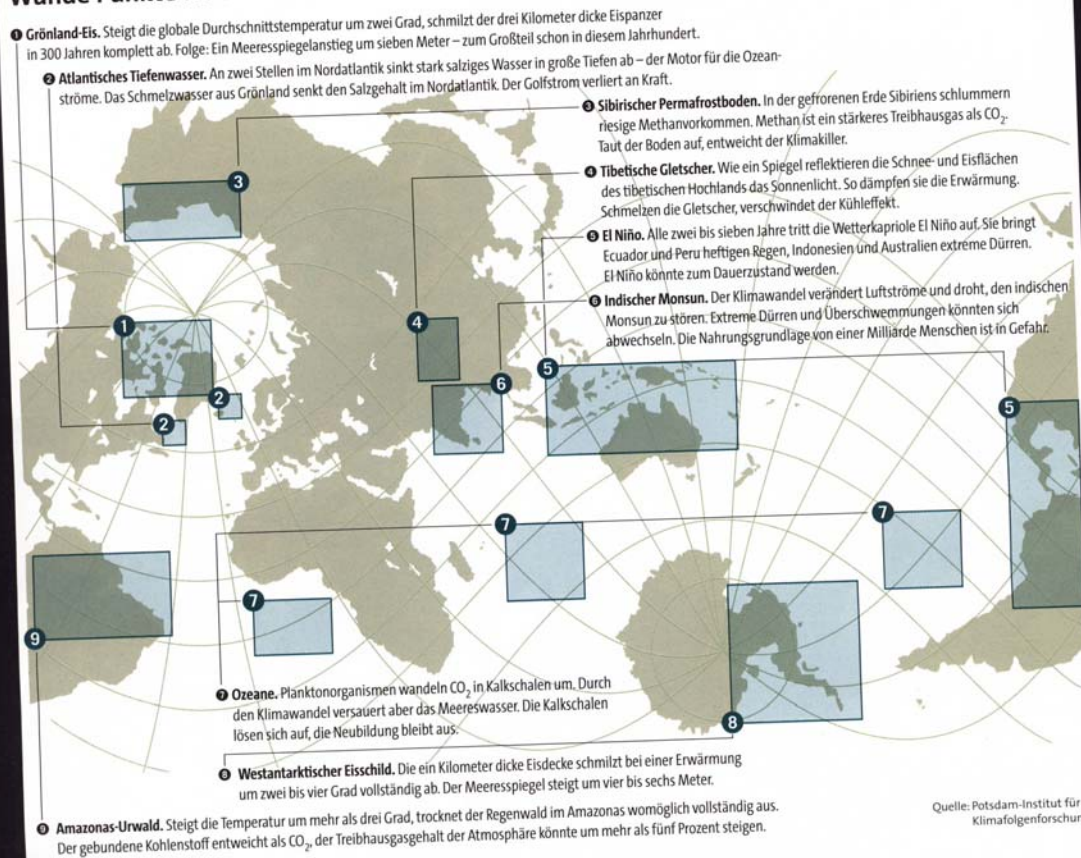 ❶ Grönland-Eis. Steigt die globale Durchschnittstemperatur um zwei Grad, schmilzt der drei Kilometer dicke Eispanzer
in 300 Jahren komplett ab. Folge: Ein Meeresspiegelanstieg um sieben Meter – zum Großteil schon in diesem Jahrhundert.
❷ Atlantisches Tiefenwasser. An zwei Stellen im Nordatlantik sinkt stark salziges Wasser in große Tiefen ab – der Motor für die Ozean-
ströme. Das Schmelzwasser aus Grönland senkt den Salzgehalt im Nordatlantik. Der Golfstrom verliert an Kraft.
❸ Sibirischer Permafrostboden. In der gefrorenen Erde Sibiriens schlummern
riesige Methanvorkommen. Methan ist ein stärkeres Treibhausgas als CO₂.
Taut der Boden auf, entweicht der Klimakiller.
❹ Tibetische Gletscher. Wie ein Spiegel reflektieren die Schnee- und Eisflächen
des tibetischen Hochlands das Sonnenlicht. So dämpfen sie die Erwärmung.
Schmelzen die Gletscher, verschwindet der Kühleffekt.
❺ El Niño. Alle zwei bis sieben Jahre tritt die Wetterkapriole El Niño auf. Sie bringt
Ecuador und Peru heftigen Regen, Indonesien und Australien extreme Dürren.
El Niño könnte zum Dauerzustand werden.
❻ Indischer Monsun. Der Klimawandel verändert Luftströme und droht, den indischen
Monsun zu stören. Extreme Dürren und Überschwemmungen könnten sich
abwechseln. Die Nahrungsgrundlage von einer Milliarde Menschen ist in Gefahr.
3
1
4
2
2
6
5
5
7
7
7
9
8
❼ Ozeane. Planktonorganismen wandeln CO₂ in Kalkschalen um. Durch
den Klimawandel versauert aber das Meereswasser. Die Kalkschalen
lösen sich auf, die Neubildung bleibt aus.
❽ Westantarktischer Eisschild. Die ein Kilometer dicke Eisdecke schmilzt bei einer Erwärmung
um zwei bis vier Grad vollständig ab. Der Meeresspiegel steigt um vier bis sechs Meter.
❾ Amazonas-Urwald. Steigt die Temperatur um mehr als drei Grad, trocknet der Regenwald im Amazonas womöglich vollständig aus.
Der gebundene Kohlenstoff entweicht als CO₂, der Treibhausgasgehalt der Atmosphäre könnte um mehr als fünf Prozent steigen.
Quelle: Potsdam-Institut für
Klimafolgenforschun